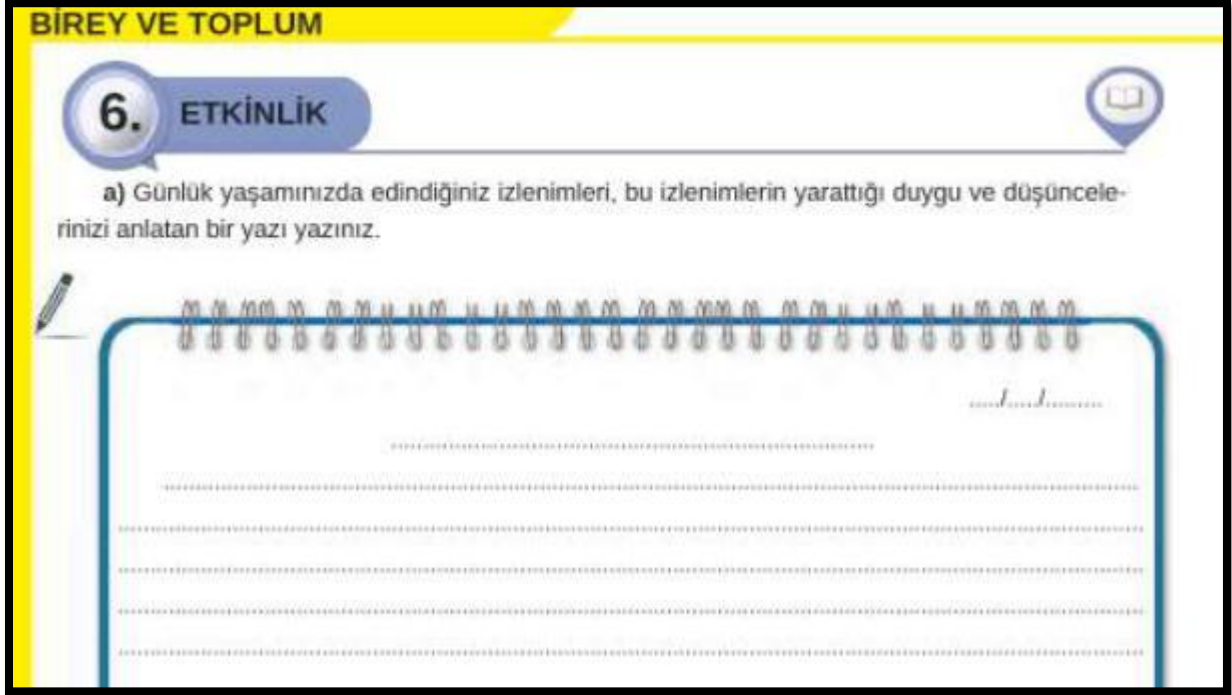 BİREY VE TOPLUM
6. ETKİNLİK
a) Günlük yaşamınızda edindiğiniz izlenimleri, bu izlenimlerin yarattığı duygu ve düşüncele-
rinizi anlatan bir yazı yazınız.
...../...../.........